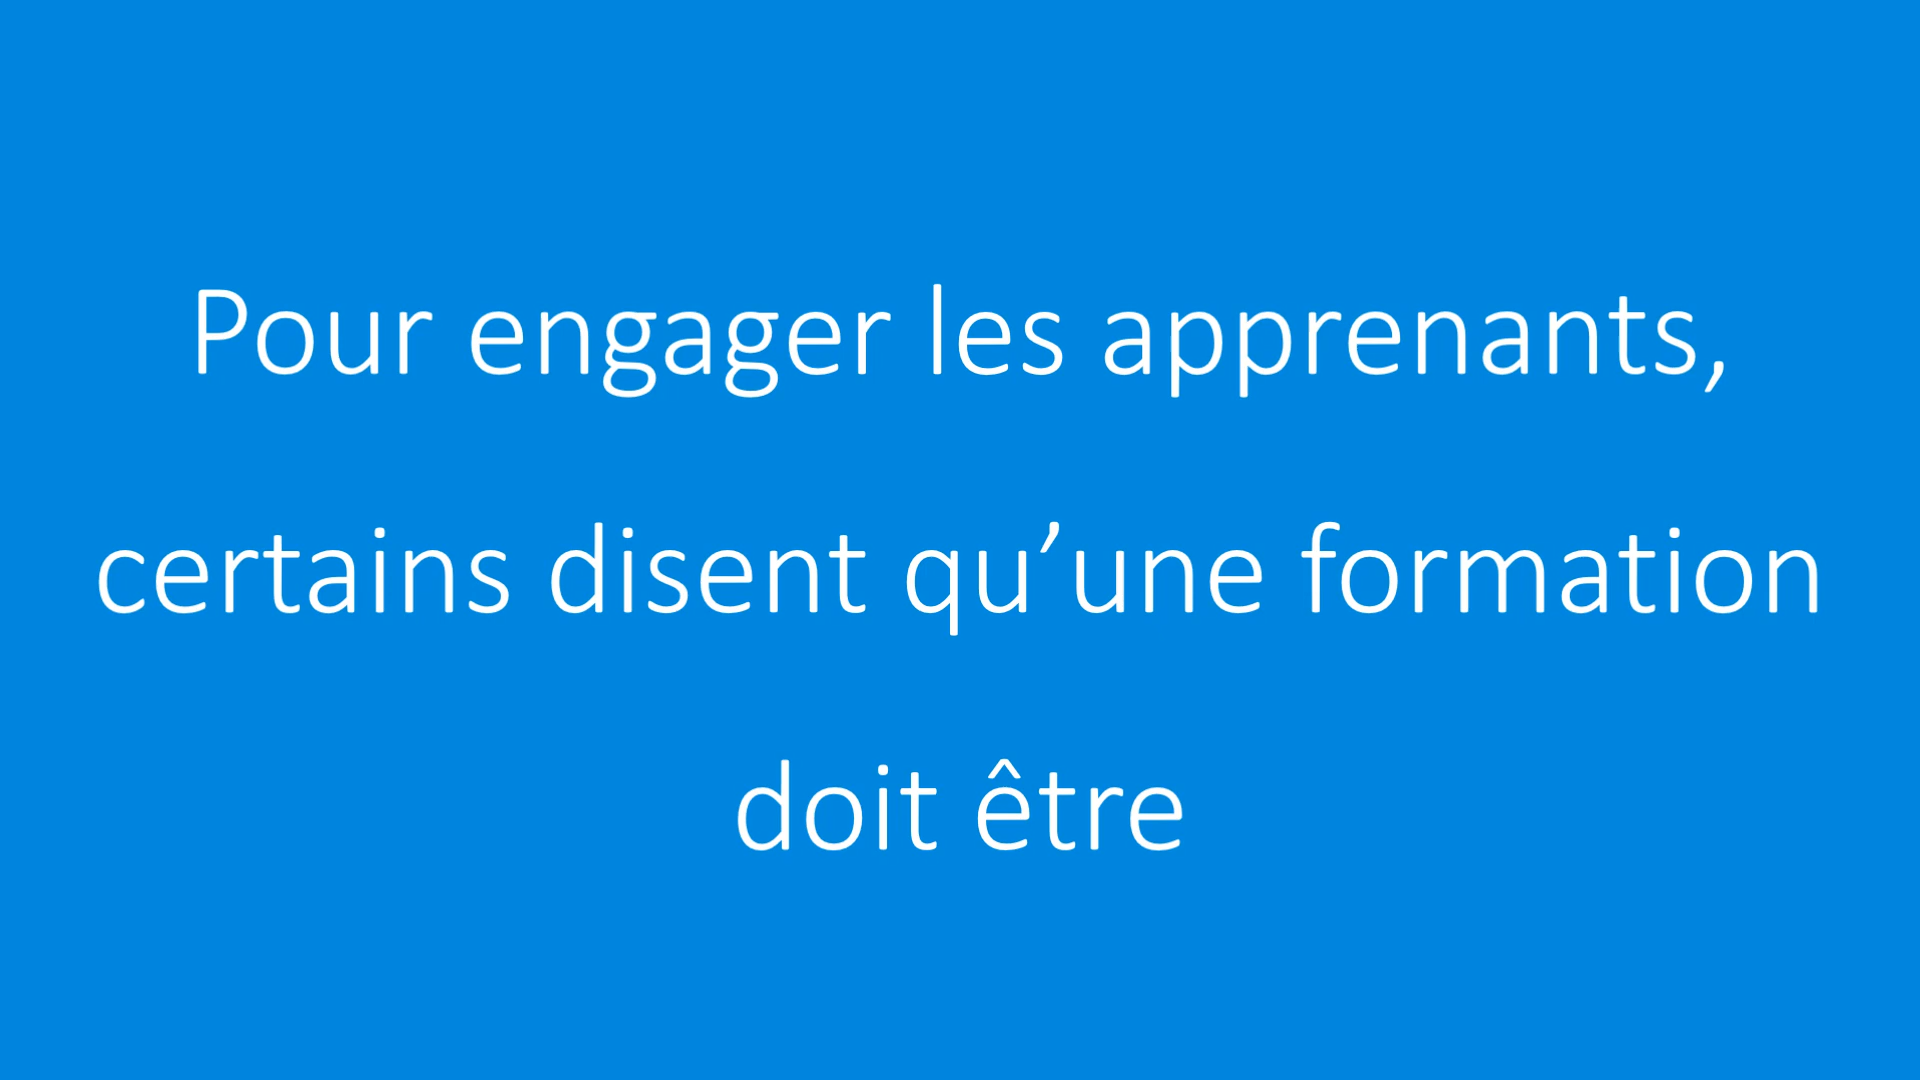 Pour engager les apprenants,
certains disent qu’une formation
doit être